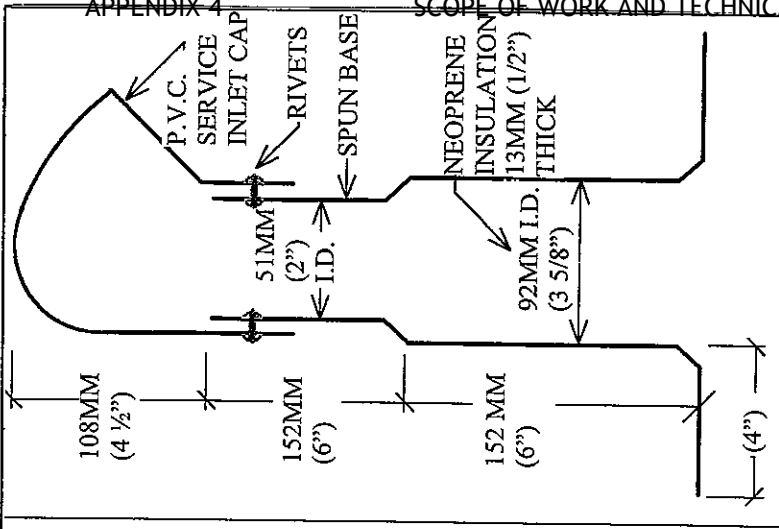 APPENDIX 4
SCOPE OF WORK AND TECHNICA
P.V.C.
SERVICE
INLET CAP
RIVETS
SPUN BASE
NEOPRENE
INSULATION
13MM (1/2")
THICK
51MM
(2")
I.D.
92MM I.D.
(3 5/8")
108MM
(4 ½")
152MM
(6")
152 MM
(6")
(4")